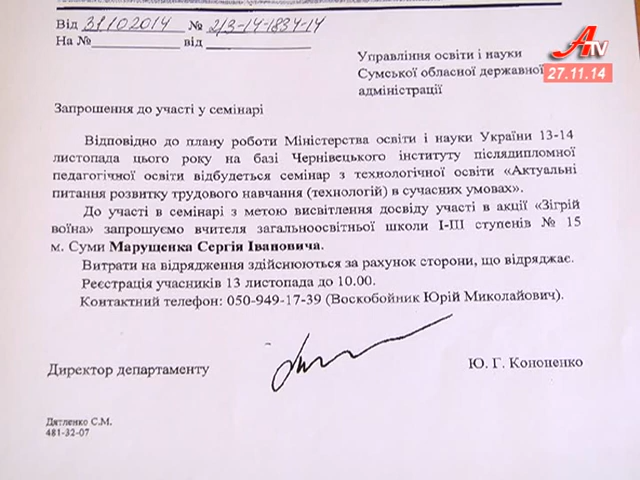 Від 31.10.2014 № 2/3-14-1834-14
На № від
Управління освіти і науки
Сумської обласної державної
адміністрації
ATV
27.11.14
Запрошення до участі у семінарі
Відповідно до плану роботи Міністерства освіти і науки України 13-14
листопада цього року на базі Чернівецького інституту післядипломної
педагогічної освіти відбудеться семінар з технологічної освіти «Актуальні
питання розвитку трудового навчання (технологій) в сучасних умовах».
До участі в семінарі з метою висвітлення досвіду участі в акції «Зігрій
воїна» запрошуємо вчителя загальноосвітньої школи І-ІІІ ступенів № 15
м. Суми Марущенка Сергія Івановича.
Витрати на відрядження здійснюються за рахунок сторони, що відряджає.
Реєстрація учасників 13 листопада до 10.00.
Контактний телефон: 050-949-17-39 (Воскобойник Юрій Миколайович).
Директор департаменту Ю. Г. Кононенко
Дятленко С.М.
481-32-07